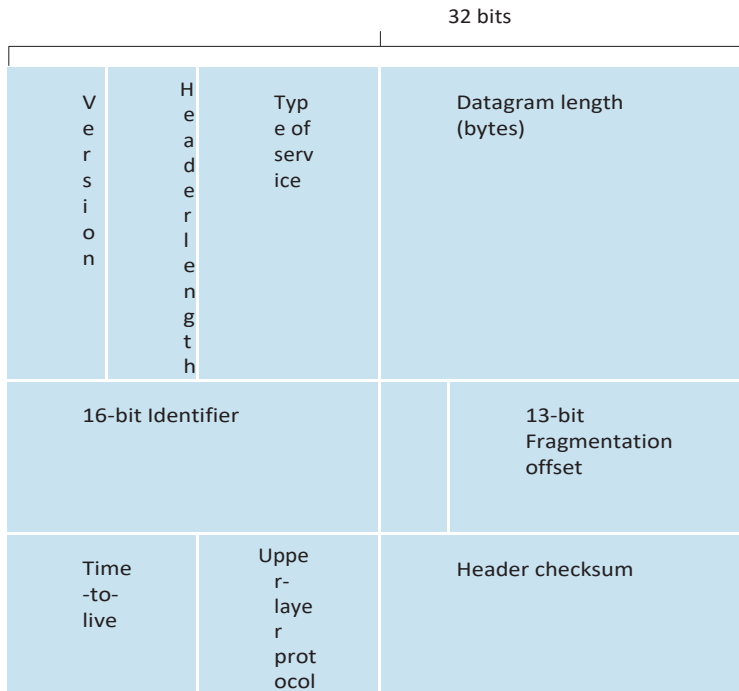 32 bits
V
e
r
s
i
o
n
H
e
a
d
e
r
l
e
n
g
t
h
Typ
e of
serv
ice
Datagram length
(bytes)
16-bit Identifier
13-bit
Fragmentation
offset
Time
-to-
live
Uppe
r-
laye
r
prot
ocol
Header checksum